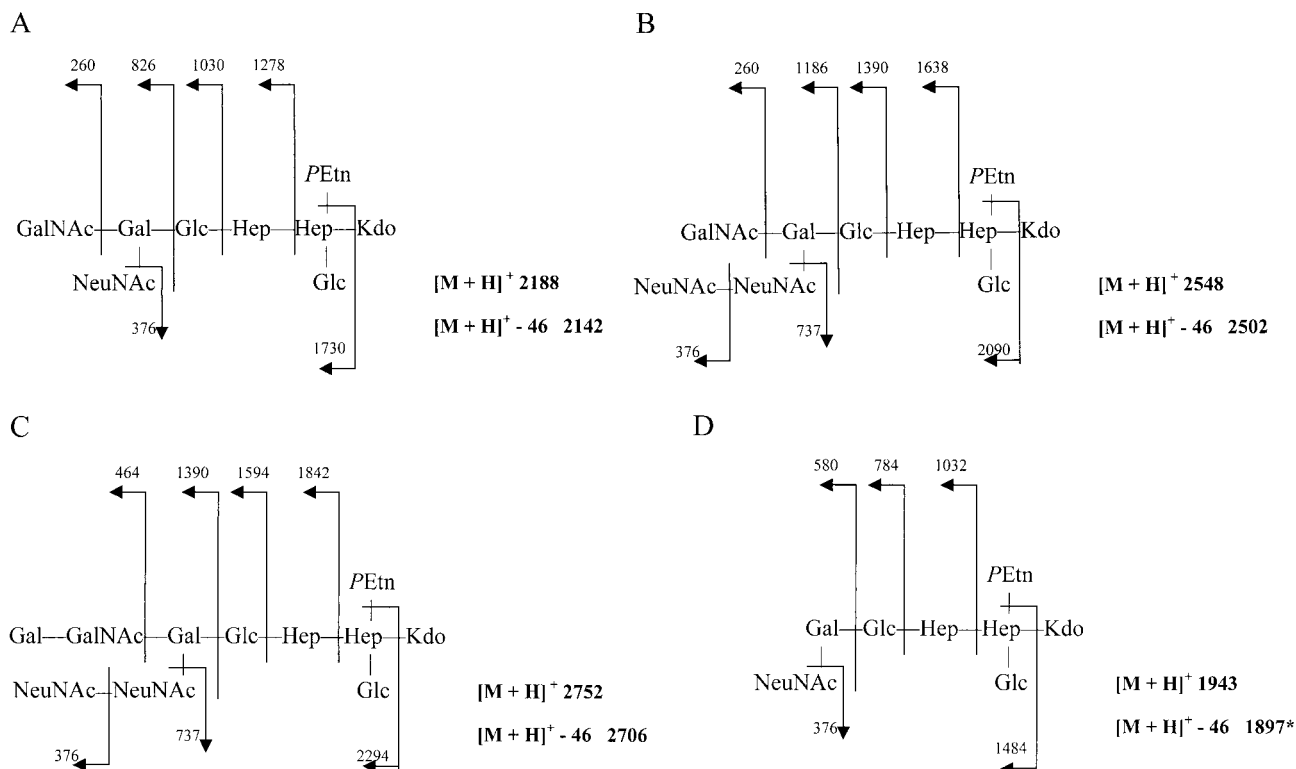 A
260 826 1030 1278
PEtn
GalNAc Gal Glc Hep Hep Kdo
NeuNAc Glc
[M + H]+ 2188
376
[M + H]+ - 46 2142
1730
B
260 1186 1390 1638
PEtn
GalNAc Gal Glc Hep Hep Kdo
NeuNAc NeuNAc Glc
[M + H]+ 2548
737
[M + H]+ - 46 2502
376 2090
C
464 1390 1594 1842
PEtn
Gal GalNAc Gal Glc Hep Hep Kdo
NeuNAc NeuNAc Glc
[M + H]+ 2752
737
[M + H]+ - 46 2706
376 2294
D
580 784 1032
PEtn
Gal Glc Hep Hep Kdo
NeuNAc Glc
[M + H]+ 1943
376
[M + H]+ - 46 1897*
1484